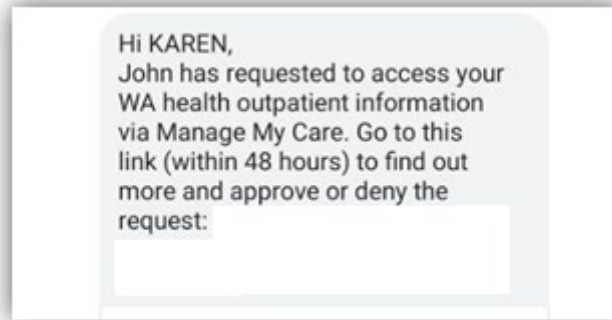 Hi KAREN,
John has requested to access your
WA health outpatient information
via Manage My Care. Go to this
link (within 48 hours) to find out
more and approve or deny the
request: